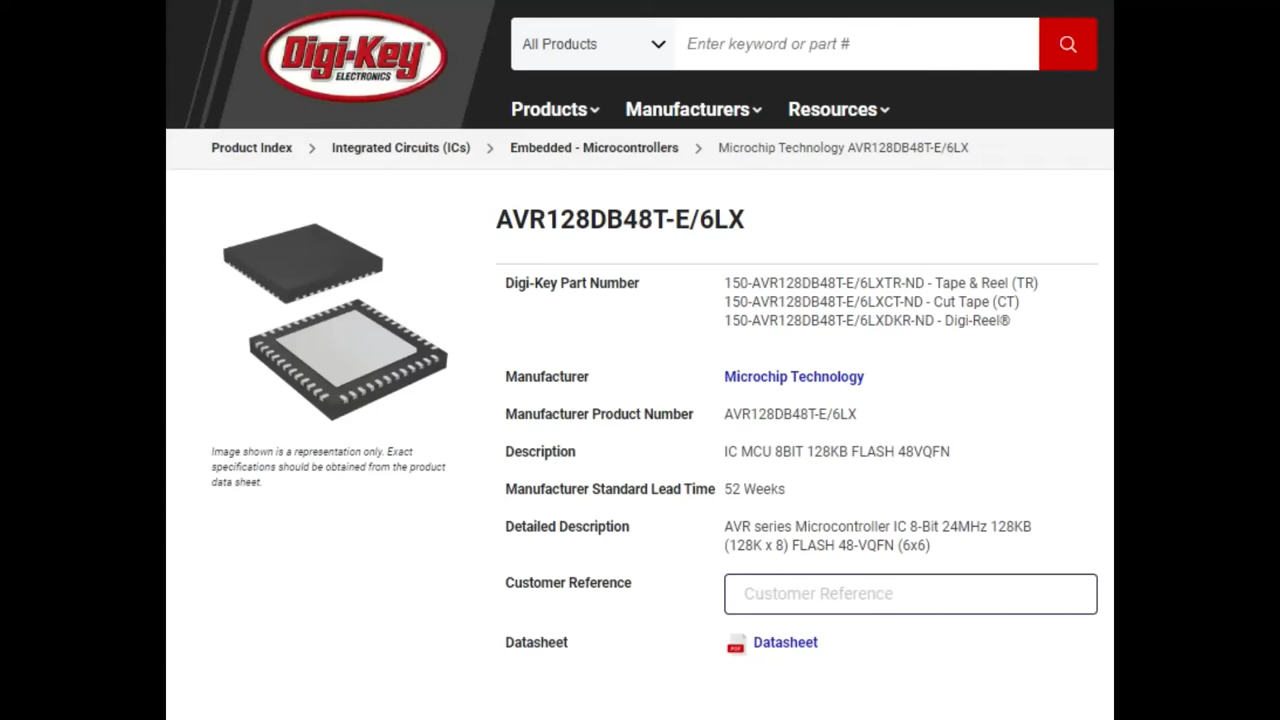 Digi-Key
ELECTRONICS
All Products
Enter keyword or part #
Products
Manufacturers
Resources
Product Index > Integrated Circuits (ICs) > Embedded - Microcontrollers > Microchip Technology AVR128DB48T-E/6LX
AVR128DB48T-E/6LX
Digi-Key Part Number
150-AVR128DB48T-E/6LXTR-ND - Tape & Reel (TR)
150-AVR128DB48T-E/6LXCT-ND - Cut Tape (CT)
150-AVR128DB48T-E/6LXDKR-ND - Digi-Reel®
Manufacturer
Microchip Technology
Manufacturer Product Number
AVR128DB48T-E/6LX
Description
IC MCU 8BIT 128KB FLASH 48VQFN
Manufacturer Standard Lead Time
52 Weeks
Detailed Description
AVR series Microcontroller IC 8-Bit 24MHz 128KB
(128K x 8) FLASH 48-VQFN (6x6)
Customer Reference
Customer Reference
Datasheet
PDF
Datasheet
Image shown is a representation only. Exact
specifications should be obtained from the product
data sheet.